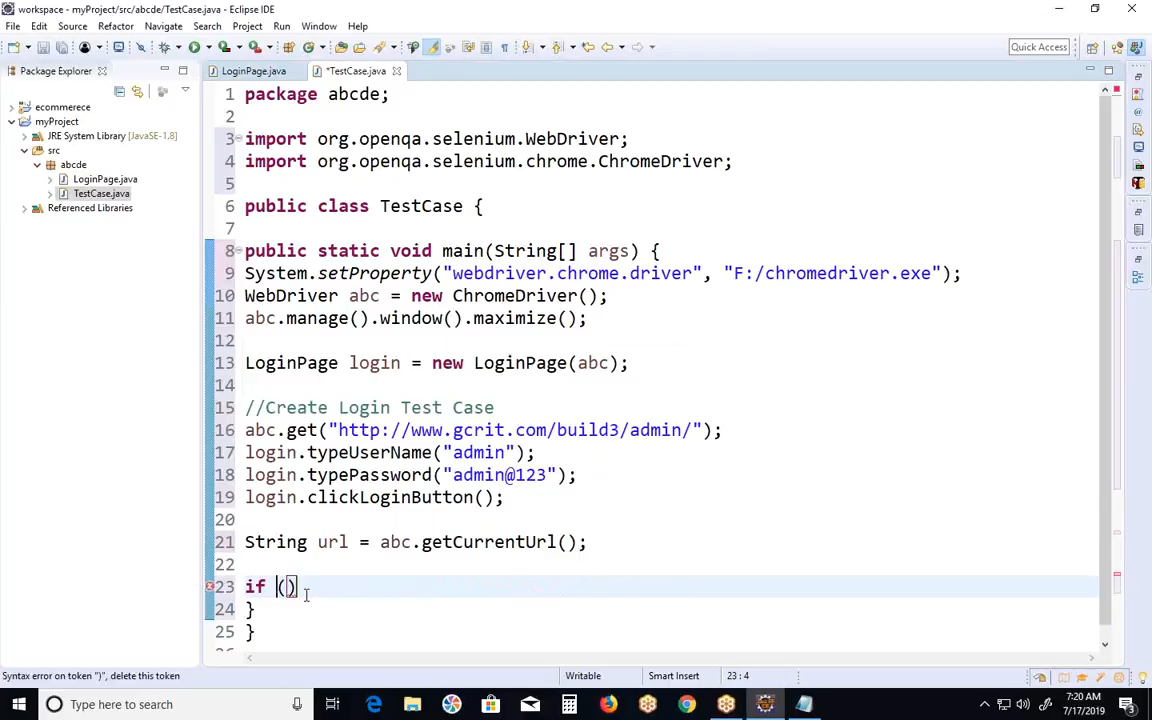 workspace - myProject/src/abcde/TestCase.java - Eclipse IDE
File Edit Source Refactor Navigate Search Project Run Window Help
Quick Access
Package Explorer
LoginPage.java
*TestCase.java
ecommerece
myProject
JRE System Library [JavaSE-1.8]
src
abcde
LoginPage.java
TestCase.java
Referenced Libraries
1 package abcde;
2
3 import org.openqa.selenium.WebDriver;
4 import org.openqa.selenium.chrome.ChromeDriver;
5
6 public class TestCase {
7
8 public static void main(String[] args) {
9 System.setProperty("webdriver.chrome.driver", "F:/chromedriver.exe");
10 WebDriver abc = new ChromeDriver();
11 abc.manage().window().maximize();
12
13 LoginPage login = new LoginPage(abc);
14
15 //Create Login Test Case
16 abc.get("http://www.gcrit.com/build3/admin/");
17 login.typeUserName("admin");
18 login.typePassword("admin@123");
19 login.clickLoginButton();
20
21 String url = abc.getCurrentUrl();
22
23 if ()
24 }
25 }
Syntax error on token "}", delete this token
Writable
Smart Insert
23 : 4
Type here to search
7:20 AM
7/17/2019